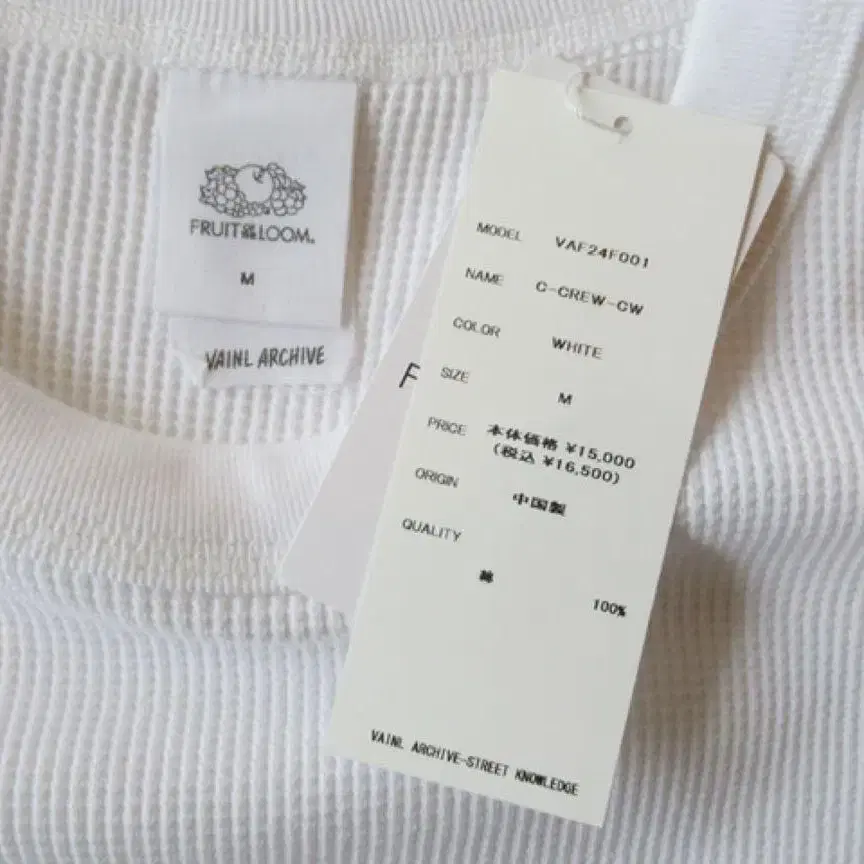 FRUIT OF THE LOOM.
M
VAINL ARCHIVE
F
MODEL VAF24F001
NAME C-CREW-CW
COLOR WHITE
SIZE M
PRICE 本体価格 ¥15,000
(税込 ¥16,500)
ORIGIN 中国製
QUALITY
綿 100%
VAINL ARCHIVE-STREET KNOWLEDGE